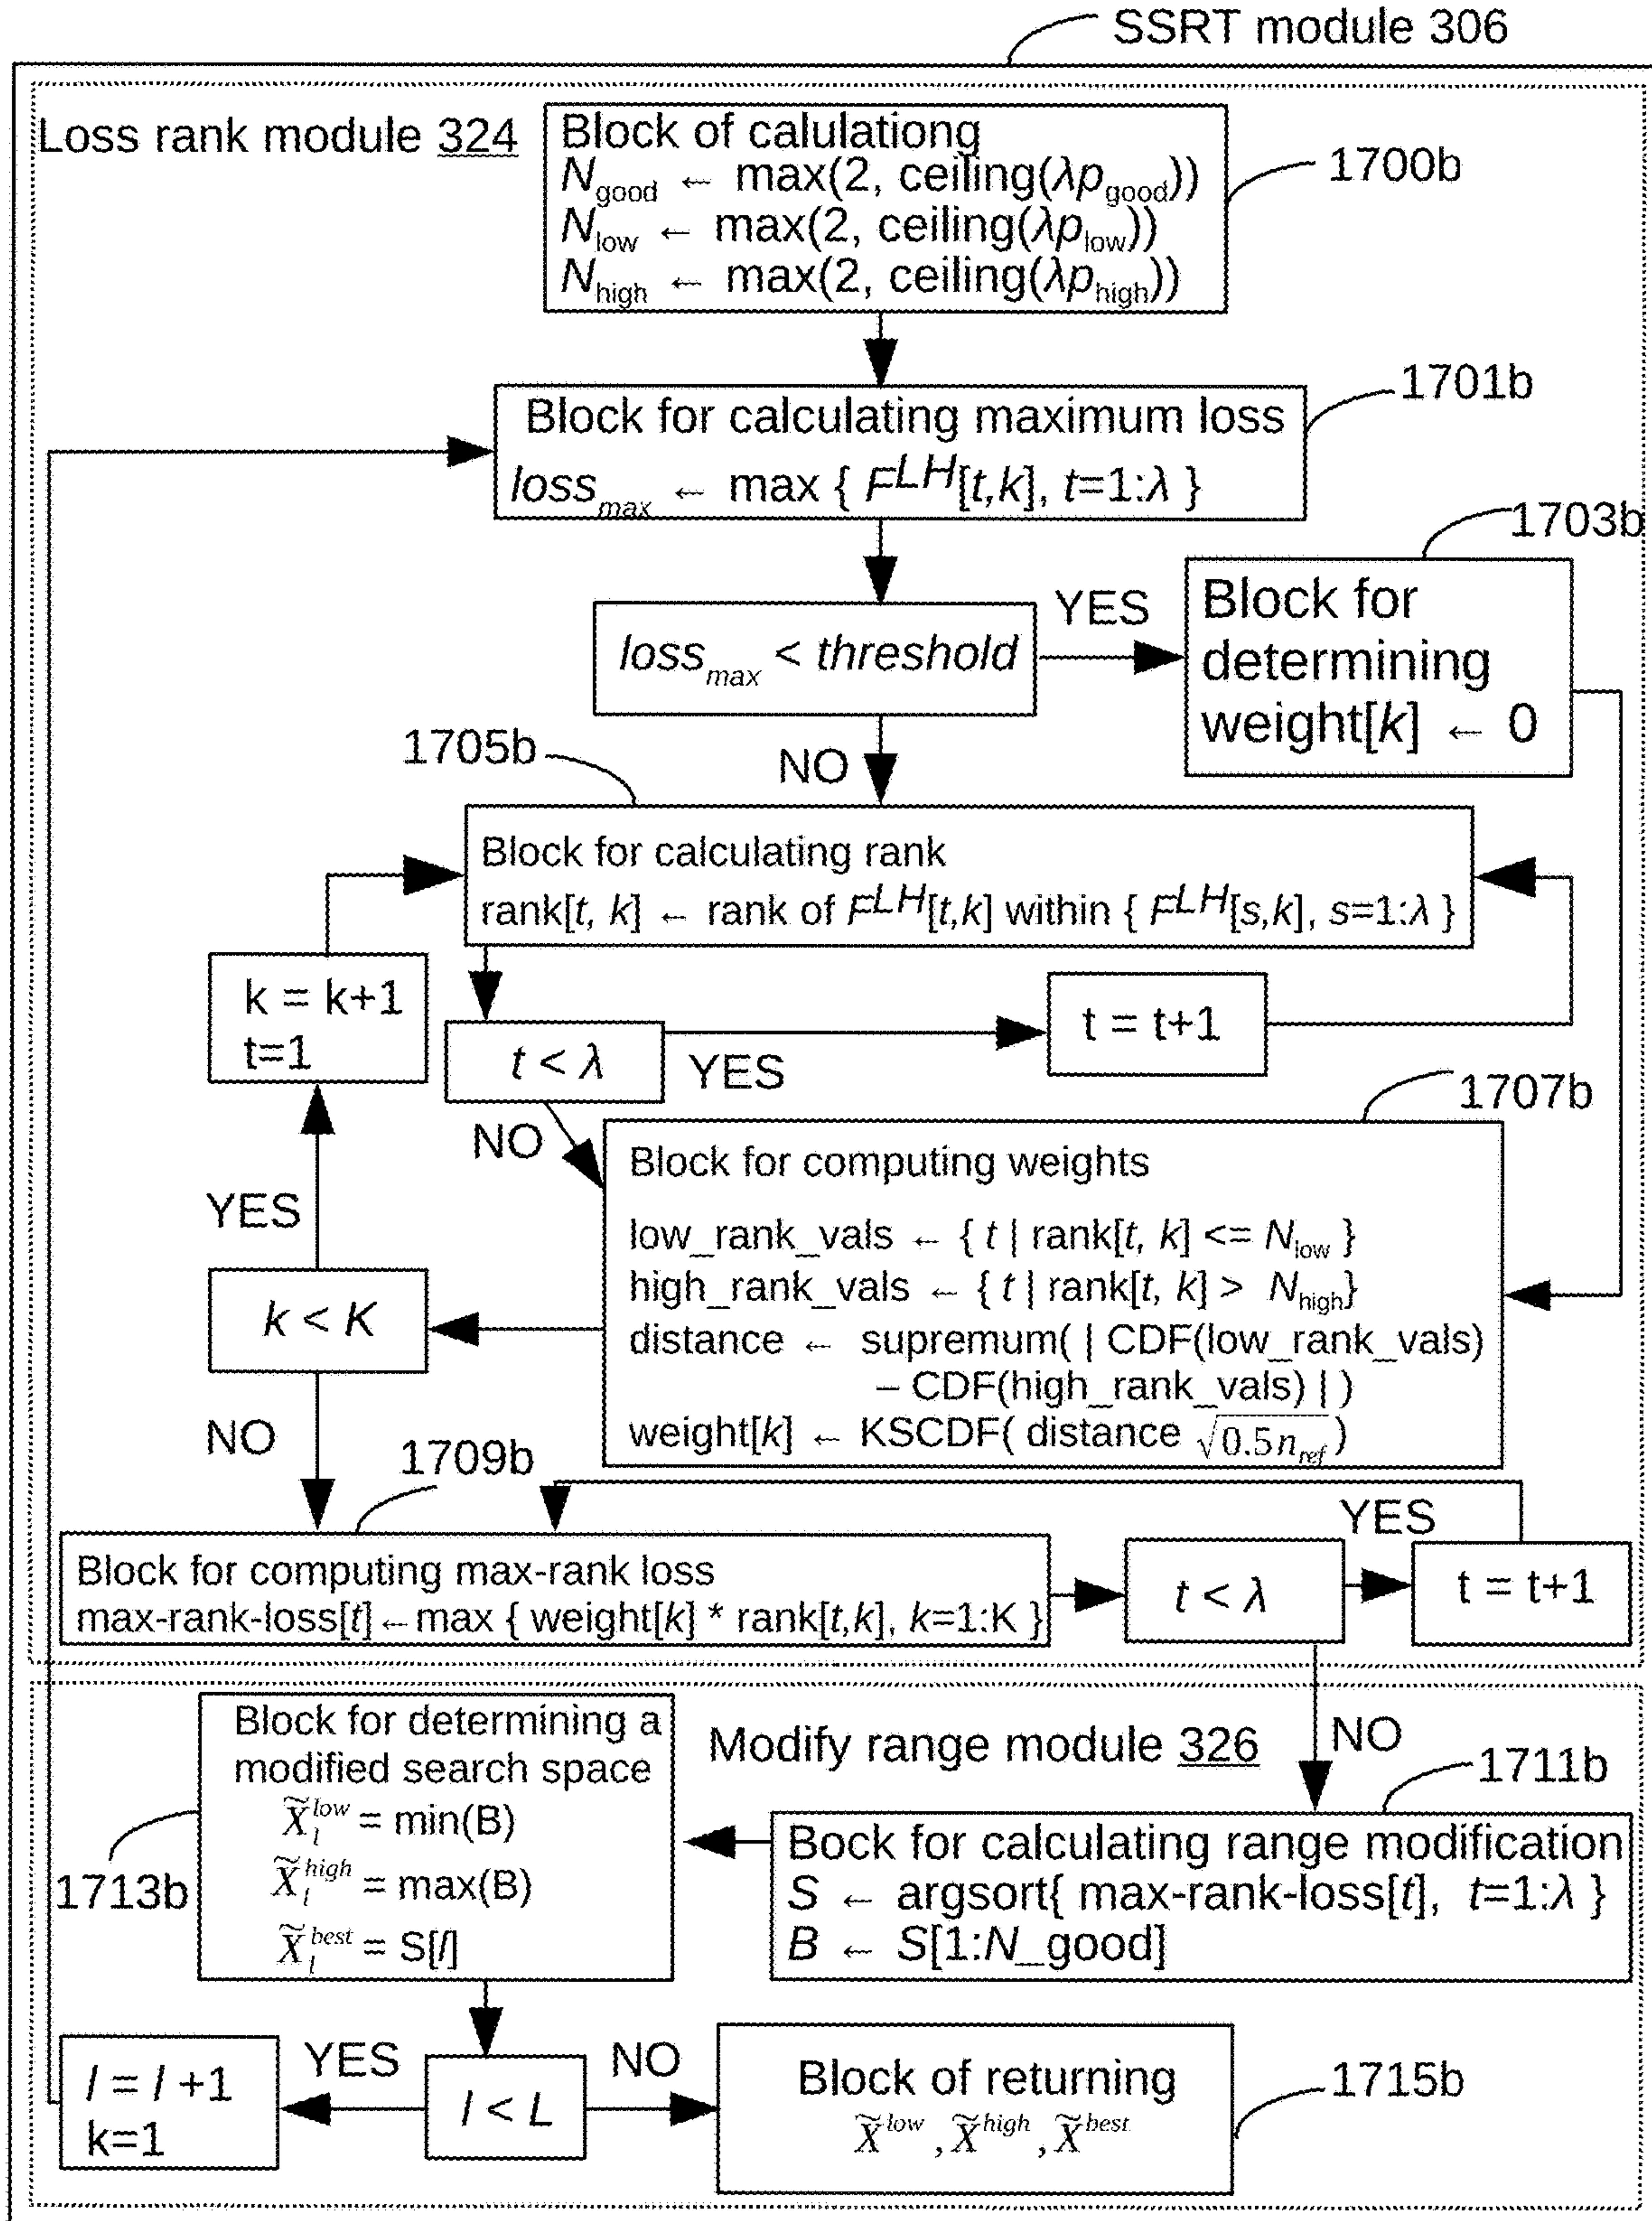 SSRT module 306
Loss rank module 324
Block of calulationg
N_good ← max(2, ceiling(λp_good))
N_low ← max(2, ceiling(λp_low))
N_high ← max(2, ceiling(λp_high))
1700b
1701b
Block for calculating maximum loss
loss_max ← max { F^LH[t,k], t=1:λ }
1703b
loss_max < threshold
YES
Block for
determining
weight[k] ← 0
NO
1705b
Block for calculating rank
rank[t, k] ← rank of F^LH[t,k] within { F^LH[s,k], s=1:λ }
k = k+1
t=1
t < λ
YES
t = t+1
NO
1707b
Block for computing weights
low_rank_vals ← { t | rank[t, k] <= N_low }
high_rank_vals ← { t | rank[t, k] > N_high}
distance ← supremum( | CDF(low_rank_vals)
– CDF(high_rank_vals) | )
weight[k] ← KSCDF( distance √0.5n_ref )
YES
k < K
NO
1709b
Block for computing max-rank loss
max-rank-loss[t]←max { weight[k] * rank[t,k], k=1:K }
t < λ
YES
t = t+1
NO
Modify range module 326
1711b
Bock for calculating range modification
S ← argsort{ max-rank-loss[t], t=1:λ }
B ← S[1:N_good]
Block for determining a
modified search space
X̃_l^low = min(B)
X̃_l^high = max(B)
X̃_l^best = S[l]
1713b
l = l +1
k=1
YES
l < L
NO
Block of returning
X̃^low , X̃^high , X̃^best
1715b